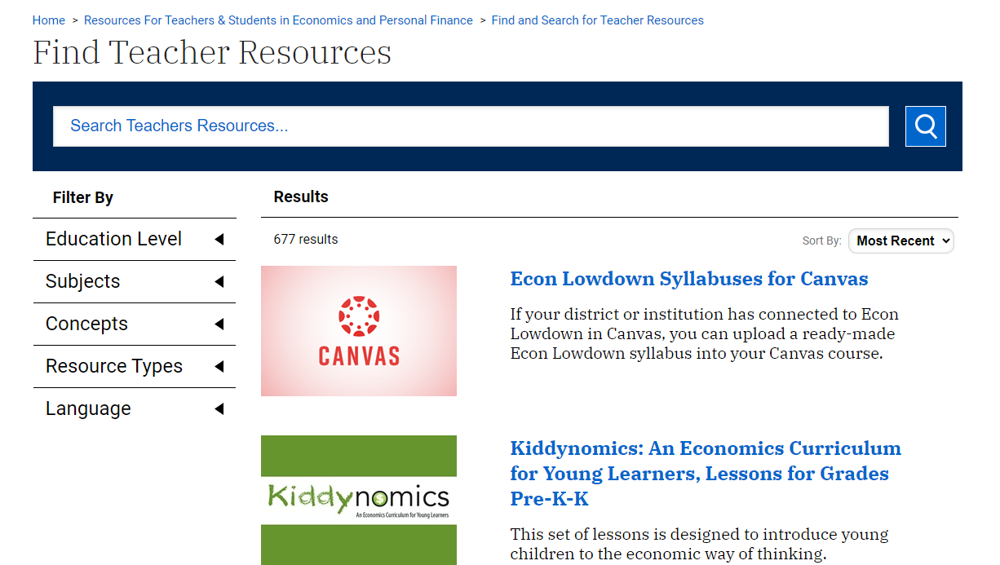 Home > Resources For Teachers & Students in Economics and Personal Finance > Find and Search for Teacher Resources
Find Teacher Resources
Search Teachers Resources...
Filter By
Education Level
Subjects
Concepts
Resource Types
Language
Results
677 results
Sort By: Most Recent
CANVAS
Econ Lowdown Syllabuses for Canvas
If your district or institution has connected to Econ
Lowdown in Canvas, you can upload a ready-made
Econ Lowdown syllabus into your Canvas course.
Kiddynomics
An Economics Curriculum for Young Learners
Kiddynomics: An Economics Curriculum
for Young Learners, Lessons for Grades
Pre-K-K
This set of lessons is designed to introduce young
children to the economic way of thinking.